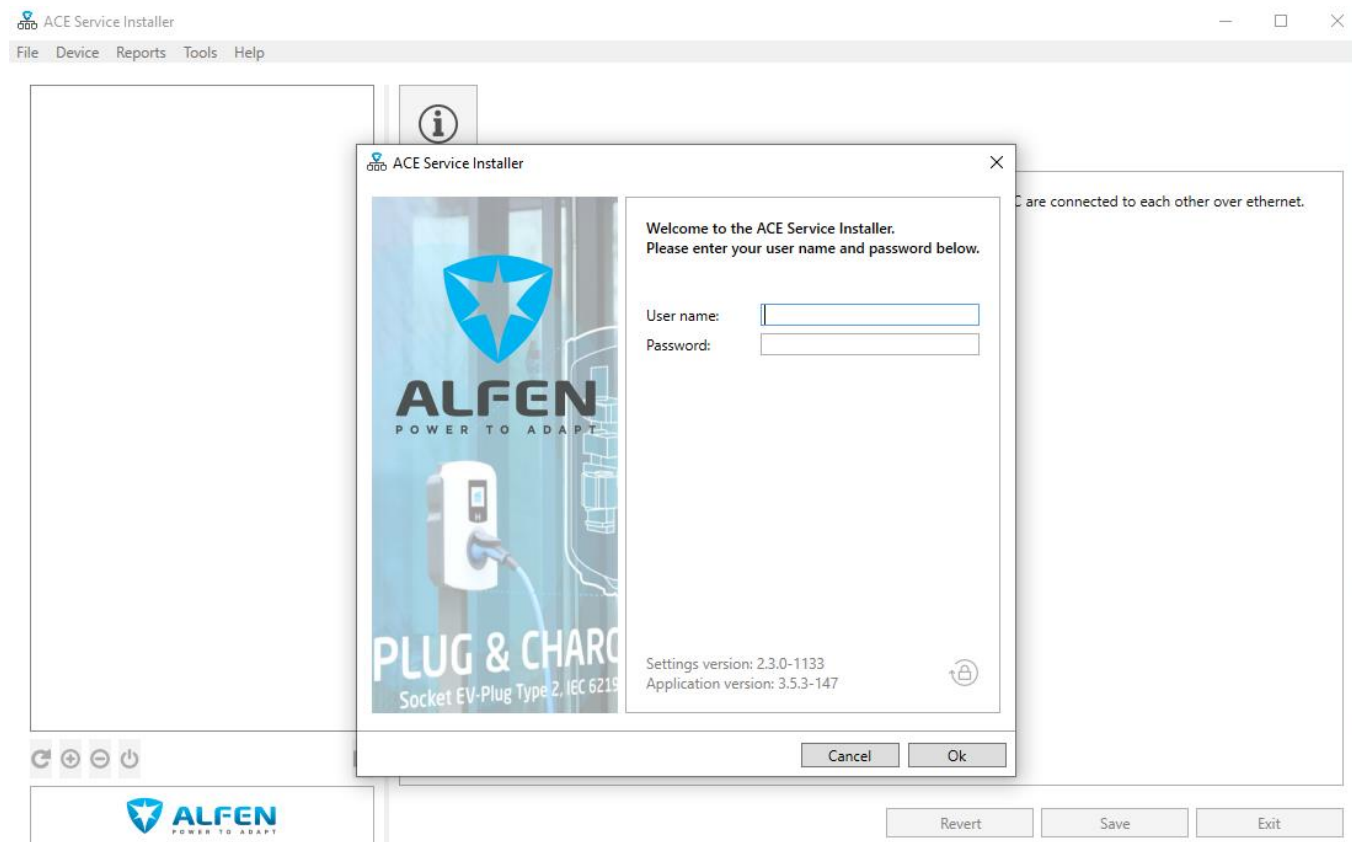 ACE Service Installer
File Device Reports Tools Help
ACE Service Installer
are connected to each other over ethernet.
Welcome to the ACE Service Installer.
Please enter your user name and password below.
User name:
Password:
ALFEN
POWER TO ADAPT
PLUG & CHARG
Socket EV-Plug Type 2, IEC 6219
Settings version: 2.3.0-1133
Application version: 3.5.3-147
Cancel Ok
ALFEN
POWER TO ADAPT
Revert Save Exit